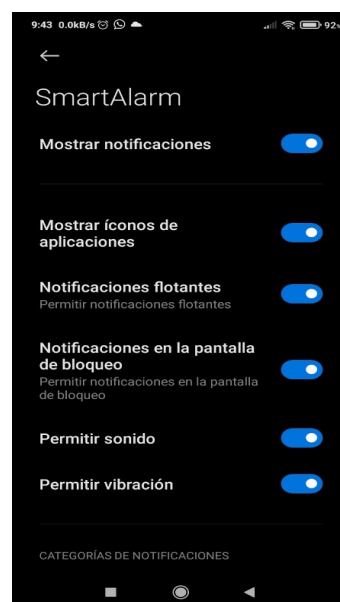 9:43 0.0kB/s
92%
SmartAlarm
Mostrar notificaciones
Mostrar íconos de
aplicaciones
Notificaciones flotantes
Permitir notificaciones flotantes
Notificaciones en la pantalla
de bloqueo
Permitir notificaciones en la pantalla
de bloqueo
Permitir sonido
Permitir vibración
CATEGORÍAS DE NOTIFICACIONES